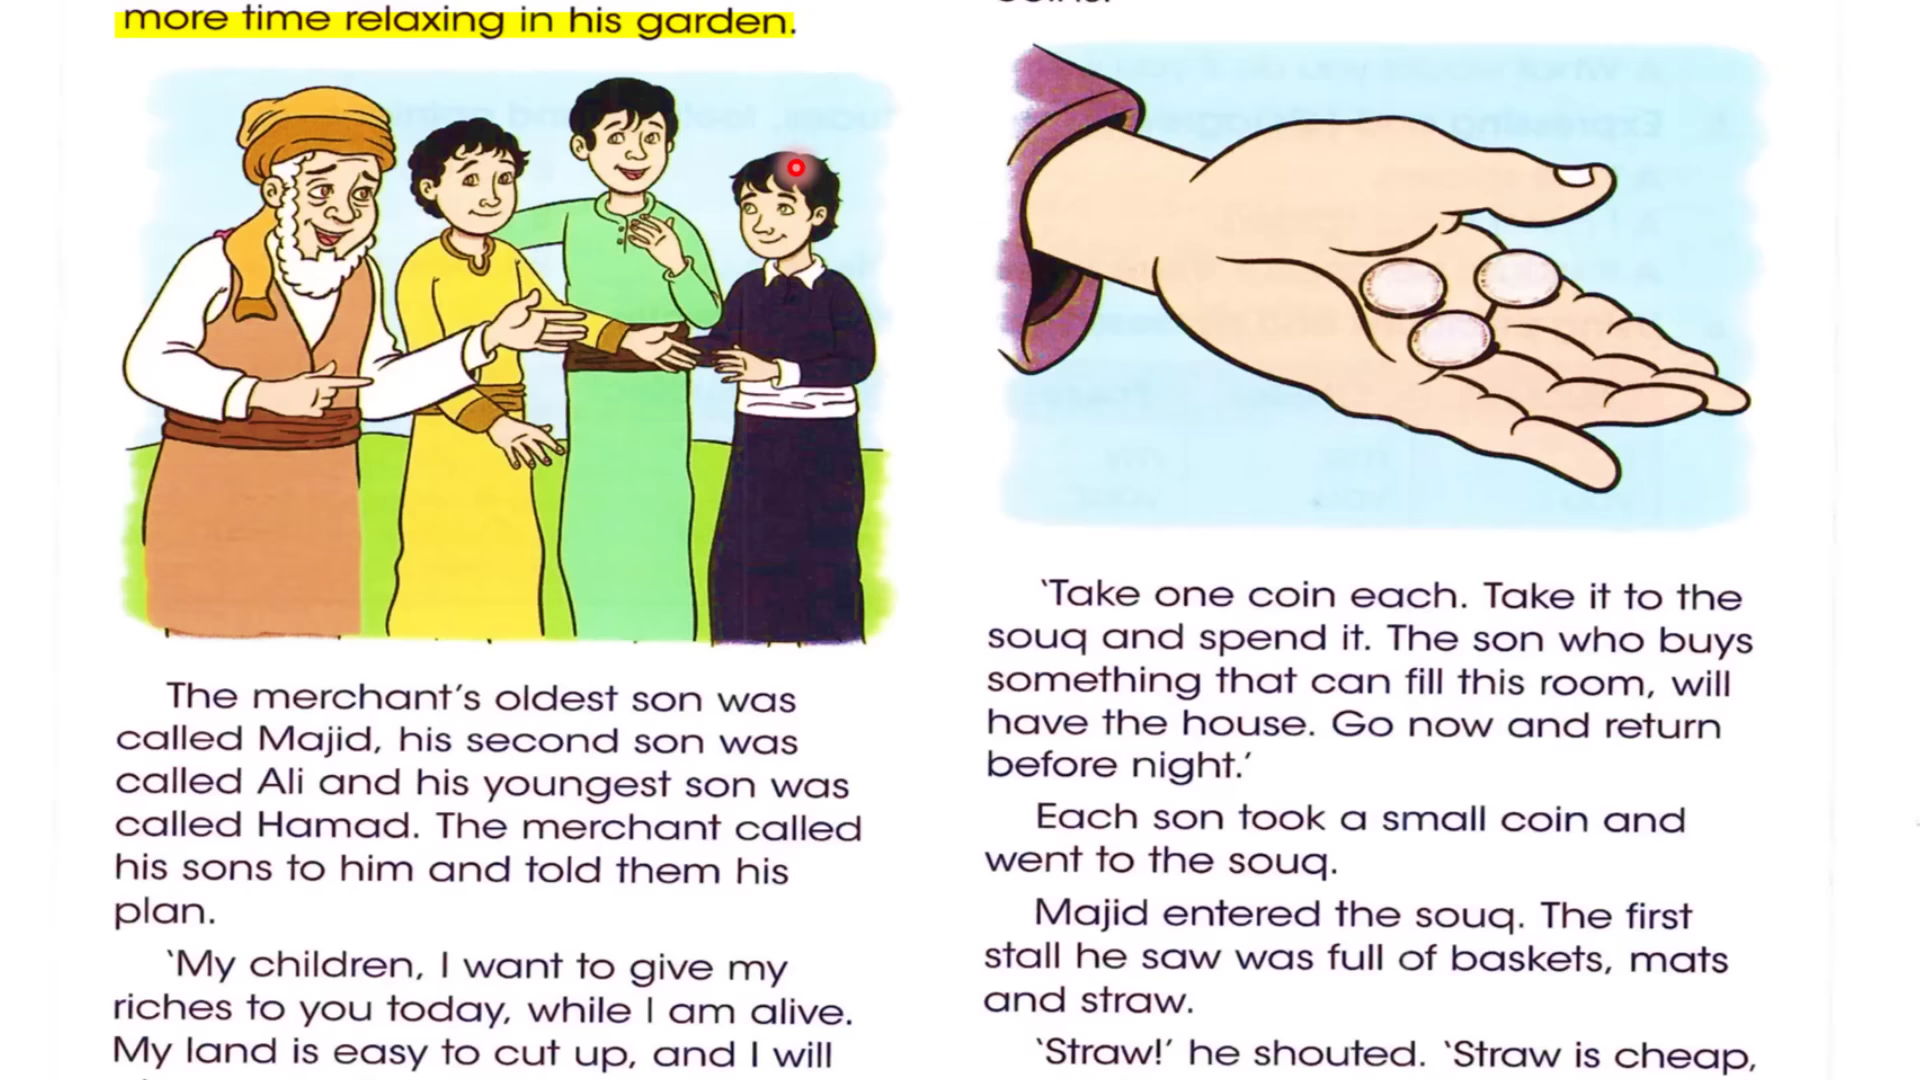 more time relaxing in his garden.
The merchant's oldest son was
called Majid, his second son was
called Ali and his youngest son was
called Hamad. The merchant called
his sons to him and told them his
plan.
‘My children, I want to give my
riches to you today, while I am alive.
My land is easy to cut up, and I will
‘Take one coin each. Take it to the
souq and spend it. The son who buys
something that can fill this room, will
have the house. Go now and return
before night.’
Each son took a small coin and
went to the souq.
Majid entered the souq. The first
stall he saw was full of baskets, mats
and straw.
‘Straw!’ he shouted. ‘Straw is cheap,